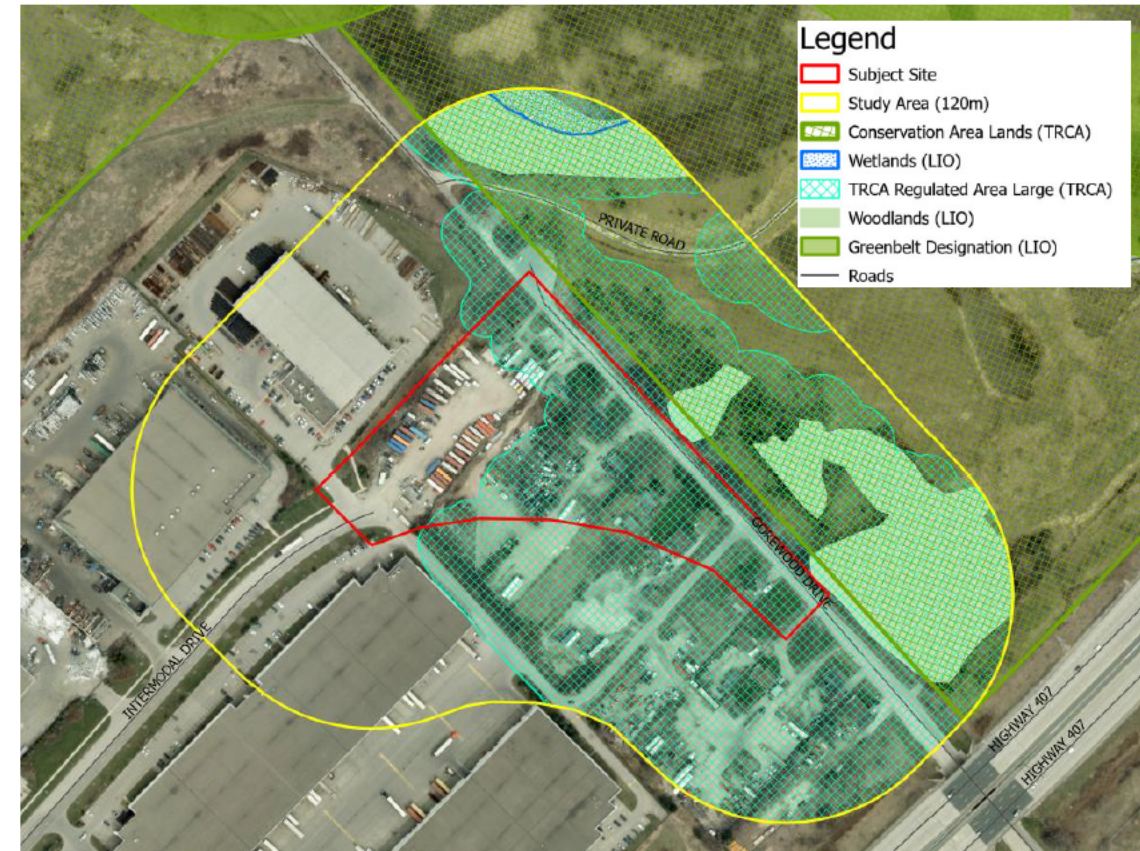 Legend
Subject Site
Study Area (120m)
Conservation Area Lands (TRCA)
Wetlands (LIO)
TRCA Regulated Area Large (TRCA)
Woodlands (LIO)
Greenbelt Designation (LIO)
Roads
PRIVATE ROAD
GOREWOOD DRIVE
INTERMODAL DRIVE
HIGHWAY 407
HIGHWAY 407